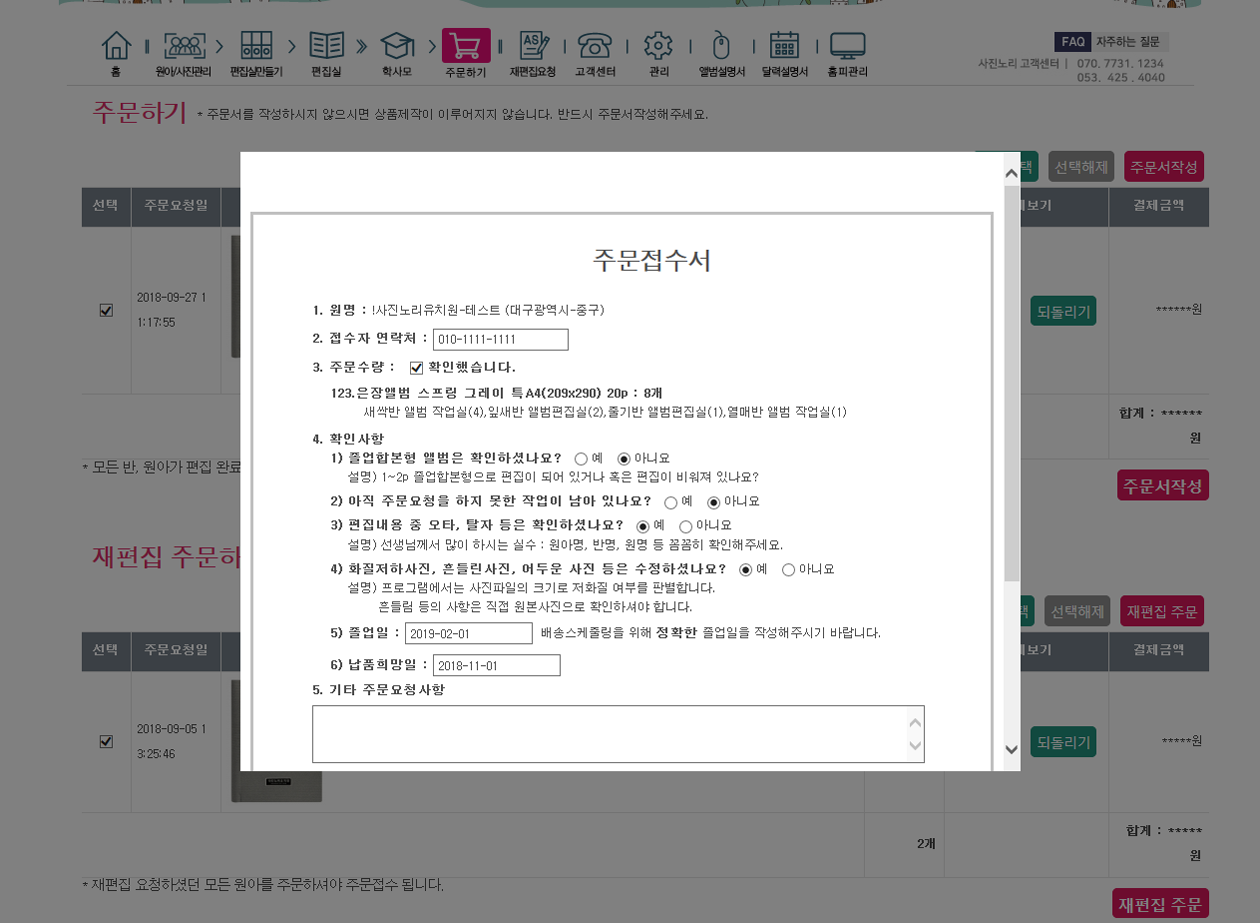 홈
원아/사진관리
편집실만들기
편집실
학사모
주문하기
AS
재편집요청
고객센터
관리
앨범설명서
달력설명서
홈피관리
FAQ 자주하는 질문
사진노리 고객센터 | 070. 7731. 1234
053. 425 . 4040
주문하기 * 주문서를 작성하시지 않으시면 상품제작이 이루어지지 않습니다. 반드시 주문서작성해주세요.
택
선택해제
주문서작성
선택
주문요청일
보기
결제금액
2018-09-27 1
1:17:55
되돌리기
******원
합계 : ******
원
* 모든 반, 원아가 편집 완료
주문서작성
주문접수서
1. 원명 : !사진노리유치원-테스트 (대구광역시-중구)
2. 접수자 연락처 : 010-1111-1111
3. 주문수량 : 확인했습니다.
123.은장앨범 스프링 그레이 특A4(209x290) 20p : 8개
새싹반 앨범 작업실(4),잎새반 앨범편집실(2),줄기반 앨범편집실(1),열매반 앨범 작업실(1)
4. 확인사항
1) 졸업합본형 앨범은 확인하셨나요? 예 아니요
설명) 1~2p 졸업합본형으로 편집이 되어 있거나 혹은 편집이 비워져 있나요?
2) 아직 주문요청을 하지 못한 작업이 남아 있나요? 예 아니요
3) 편집내용 중 오타, 탈자 등은 확인하셨나요? 예 아니요
설명) 선생님께서 많이 하시는 실수 : 원아명, 반명, 원명 등 꼼꼼히 확인해주세요.
4) 화질저하사진, 흔들린사진, 어두운 사진 등은 수정하셨나요? 예 아니요
설명) 프로그램에서는 사진파일의 크기로 저화질 여부를 판별합니다.
흔들림 등의 사항은 직접 원본사진으로 확인하셔야 합니다.
5) 졸업일 : 2019-02-01 배송스케줄링을 위해 정확한 졸업일을 작성해주시기 바랍니다.
6) 납품희망일 : 2018-11-01
5. 기타 주문요청사항
재편집 주문하
택
선택해제
재편집 주문
선택
주문요청일
보기
결제금액
2018-09-05 1
3:25:46
되돌리기
*****원
2개
합계 : *****
원
* 재편집 요청하셨던 모든 원아를 주문하셔야 주문접수 됩니다.
재편집 주문